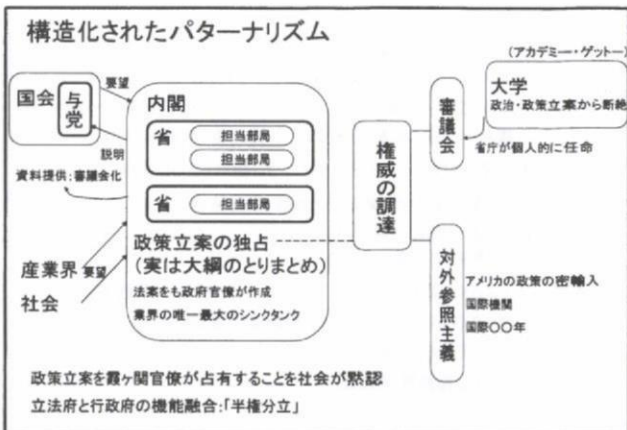 構造化されたパターナリズム
国会
与党
要望
説明
資料提供:審議会化
産業界
要望
社会
内閣
省
担当部局
担当部局
省
担当部局
政策立案の独占
(実は大綱のとりまとめ)
法案をも政府官僚が作成
業界の唯一最大のシンクタンク
権威の調達
審議会
(アカデミー・ゲットー)
大学
政治・政策立案から断絶
省庁が個人的に任命
対外参照主義
アメリカの政策の密輸入
国際機関
国際〇〇年
政策立案を霞ヶ関官僚が占有することを社会が黙認
立法府と行政府の機能融合:「半権分立」